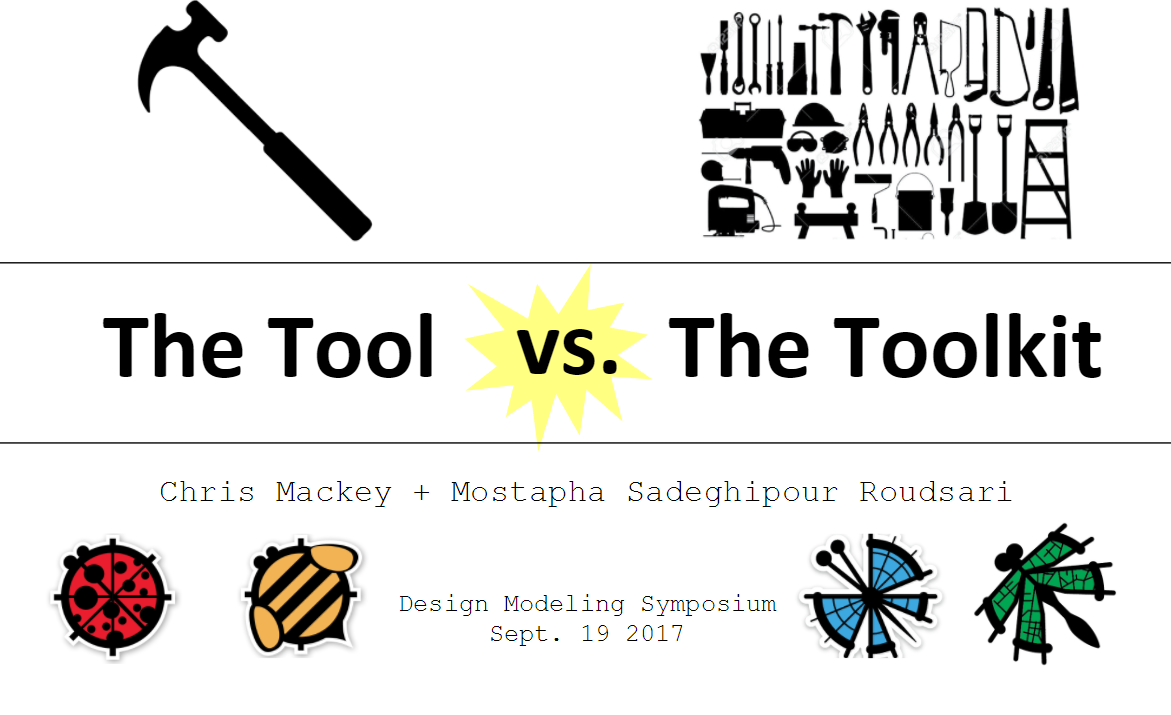 The Tool vs. The Toolkit
Chris Mackey + Mostapha Sadeghipour Roudsari
Design Modeling Symposium
Sept. 19 2017